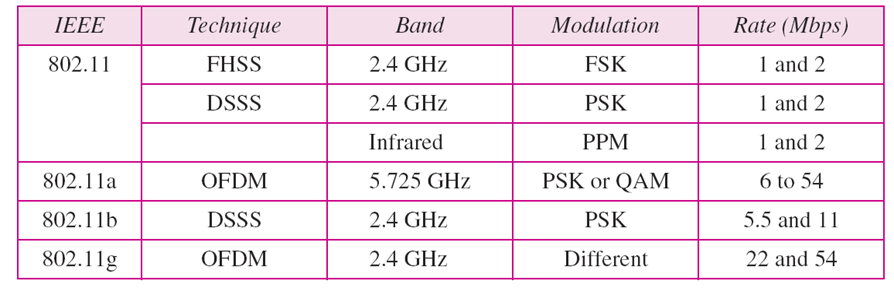 IEEE Technique Band Modulation Rate (Mbps)
802.11 FHSS 2.4 GHz FSK 1 and 2
DSSS 2.4 GHz PSK 1 and 2
Infrared PPM 1 and 2
802.11a OFDM 5.725 GHz PSK or QAM 6 to 54
802.11b DSSS 2.4 GHz PSK 5.5 and 11
802.11g OFDM 2.4 GHz Different 22 and 54